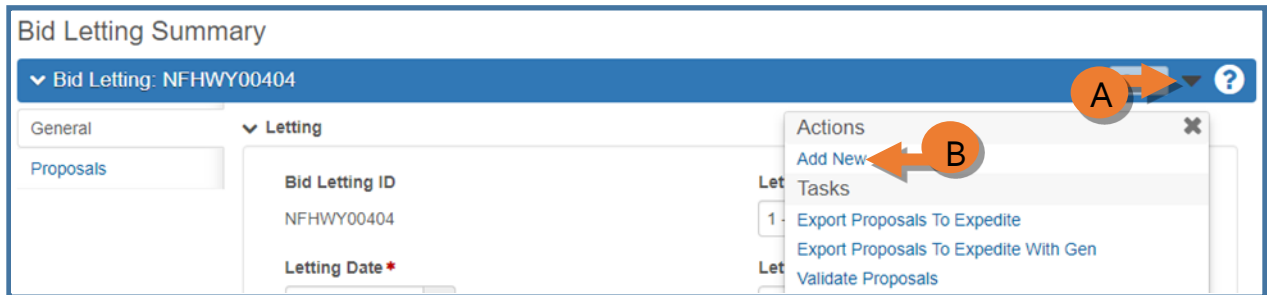 Bid Letting Summary
Bid Letting: NFHWY00404
A
?
General
Letting
Actions
Add New
B
Proposals
Bid Letting ID
Tasks
NFHWY00404
1 -
Export Proposals To Expedite
Export Proposals To Expedite With Gen
Letting Date*
Validate Proposals